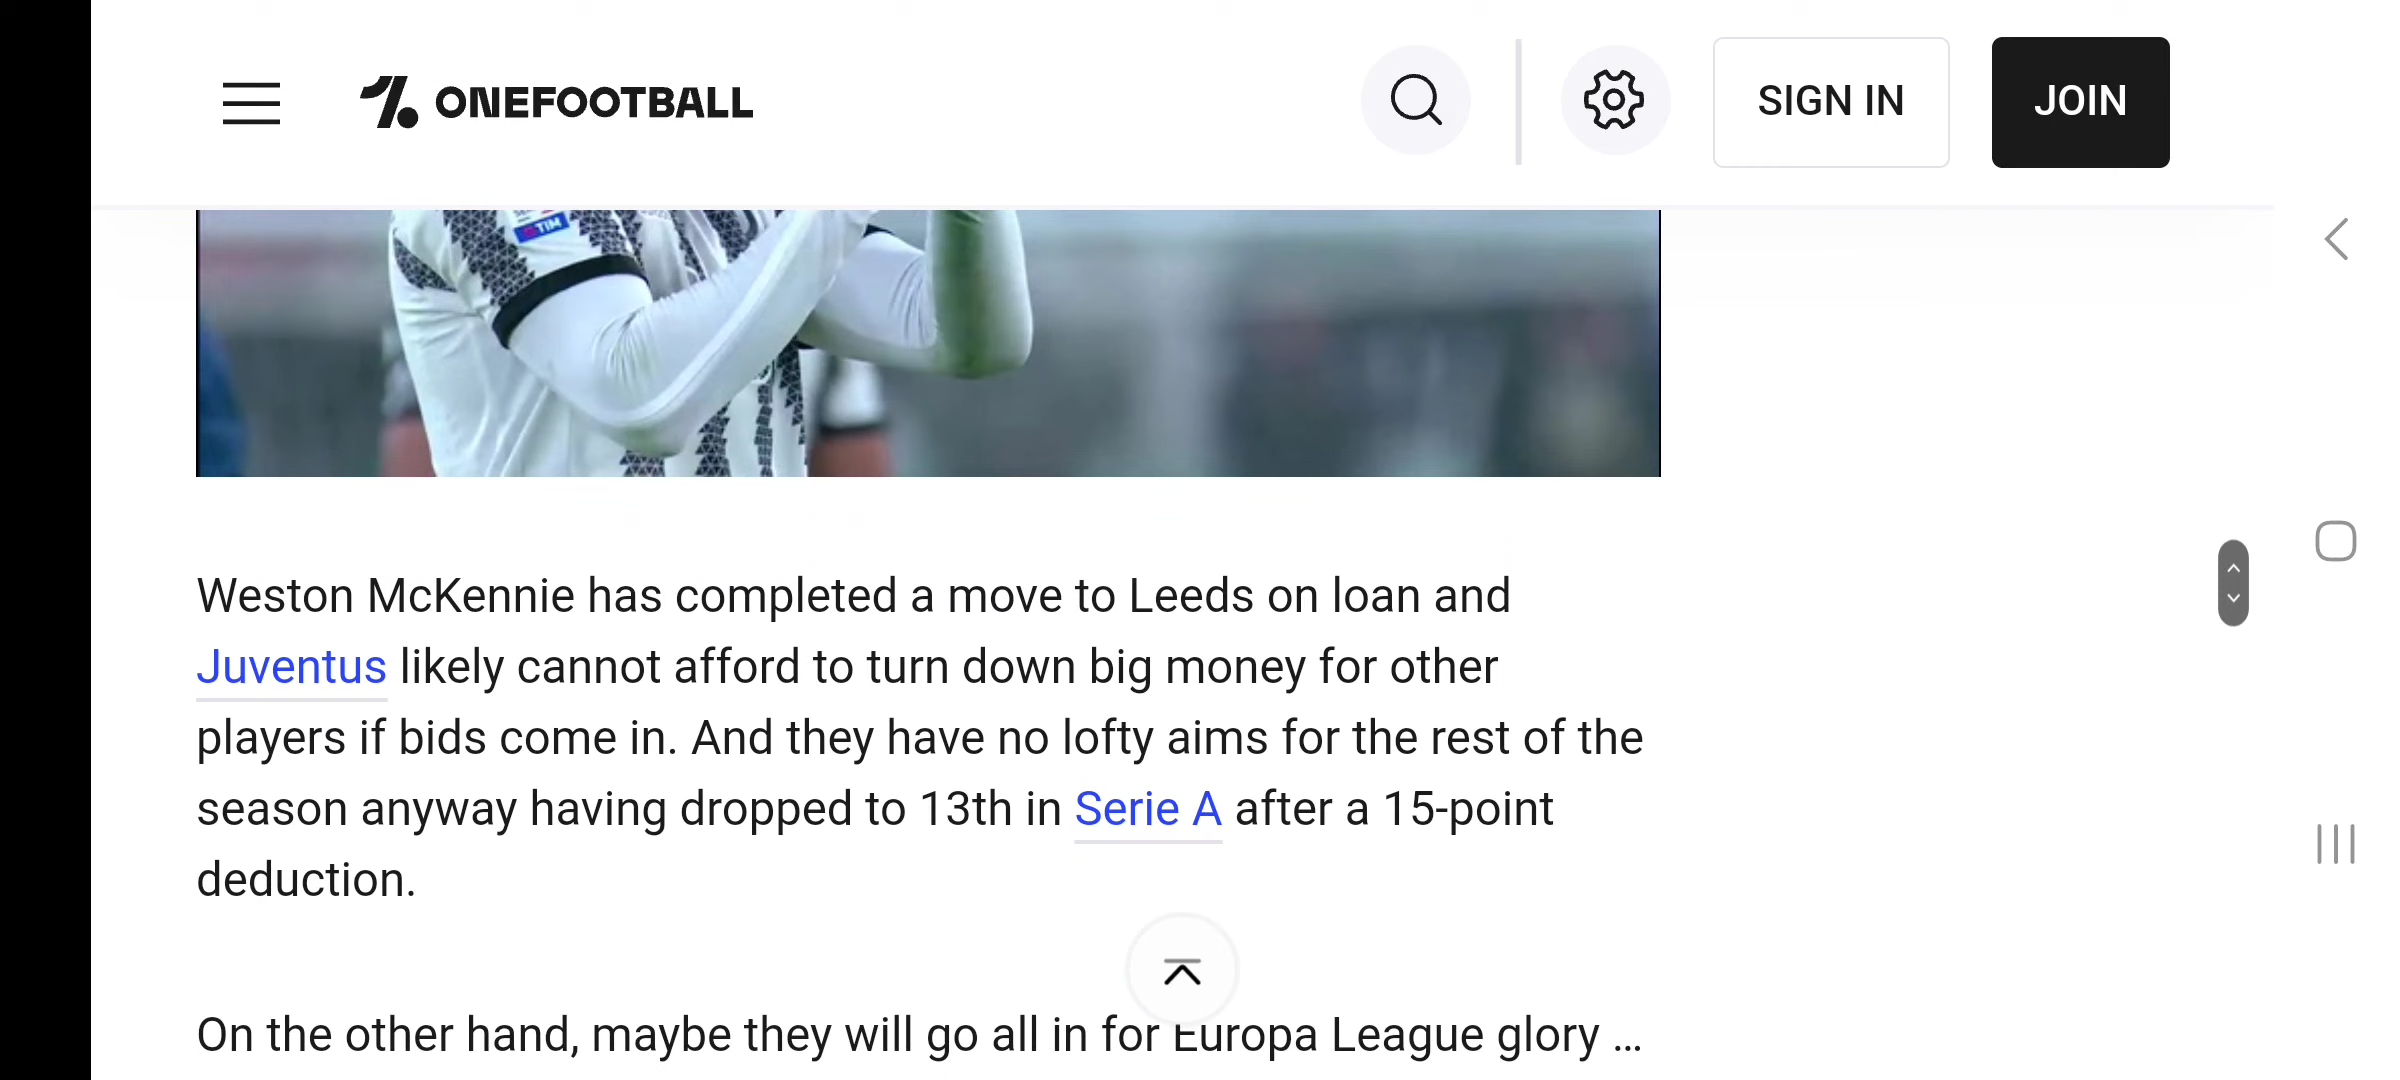 ONEFOOTBALL
SIGN IN
JOIN
TIM
Weston McKennie has completed a move to Leeds on loan and
Juventus likely cannot afford to turn down big money for other
players if bids come in. And they have no lofty aims for the rest of the
season anyway having dropped to 13th in Serie A after a 15-point
deduction.
On the other hand, maybe they will go all in for Europa League glory ...